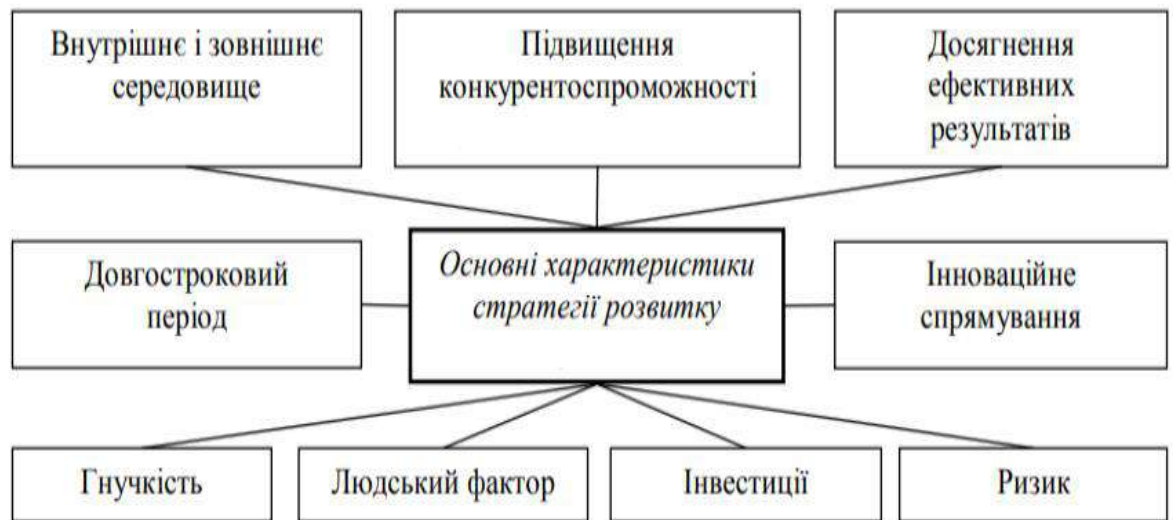 Внутрішнє і зовнішнє
середовище
Підвищення
конкурентоспроможності
Досягнення
ефективних
результатів
Довгостроковий
період
Основні характеристики
стратегії розвитку
Інноваційне
спрямування
Гнучкість
Людський фактор
Інвестиції
Ризик